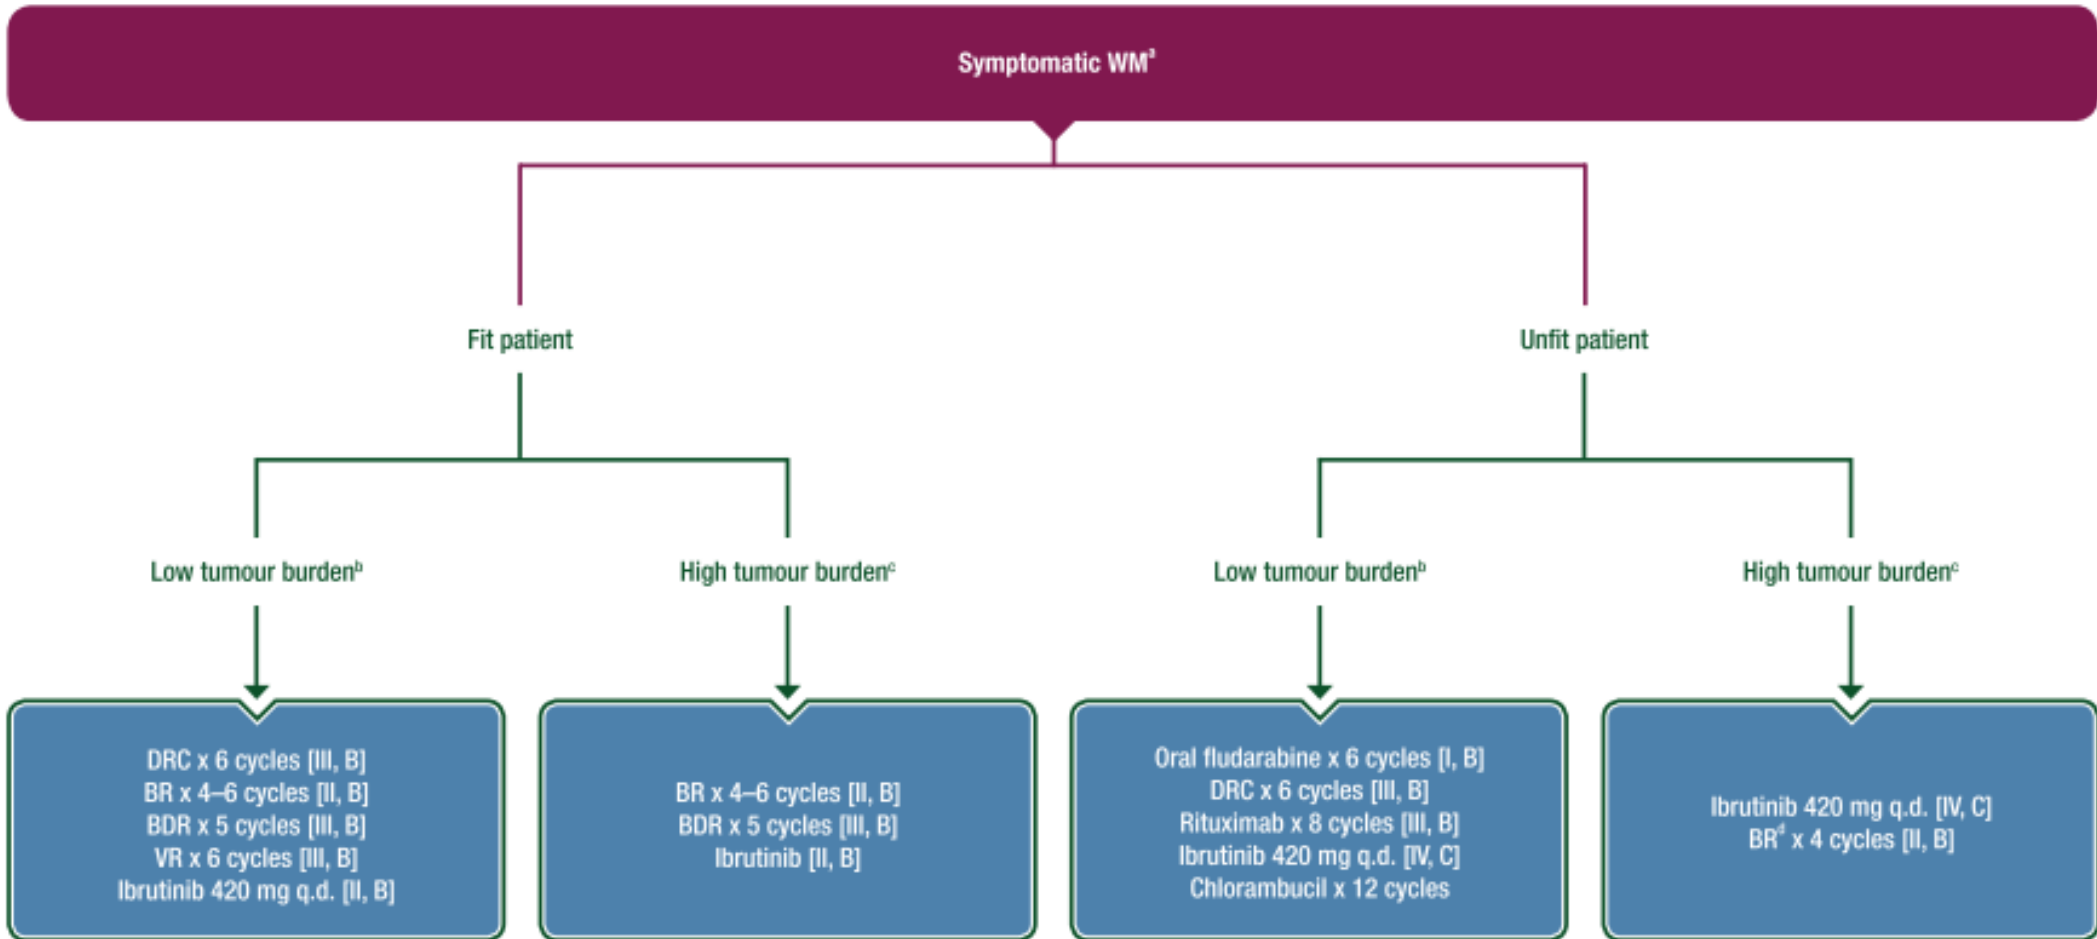 Symptomatic WMᵃ
Fit patient
Unfit patient
Low tumour burdenᵇ
High tumour burdenᶜ
Low tumour burdenᵇ
High tumour burdenᶜ
DRC x 6 cycles [III, B]
BR x 4–6 cycles [II, B]
BDR x 5 cycles [III, B]
VR x 6 cycles [III, B]
Ibrutinib 420 mg q.d. [II, B]
BR x 4–6 cycles [II, B]
BDR x 5 cycles [III, B]
Ibrutinib [II, B]
Oral fludarabine x 6 cycles [I, B]
DRC x 6 cycles [III, B]
Rituximab x 8 cycles [III, B]
Ibrutinib 420 mg q.d. [IV, C]
Chlorambucil x 12 cycles
Ibrutinib 420 mg q.d. [IV, C]
BRᵈ x 4 cycles [II, B]